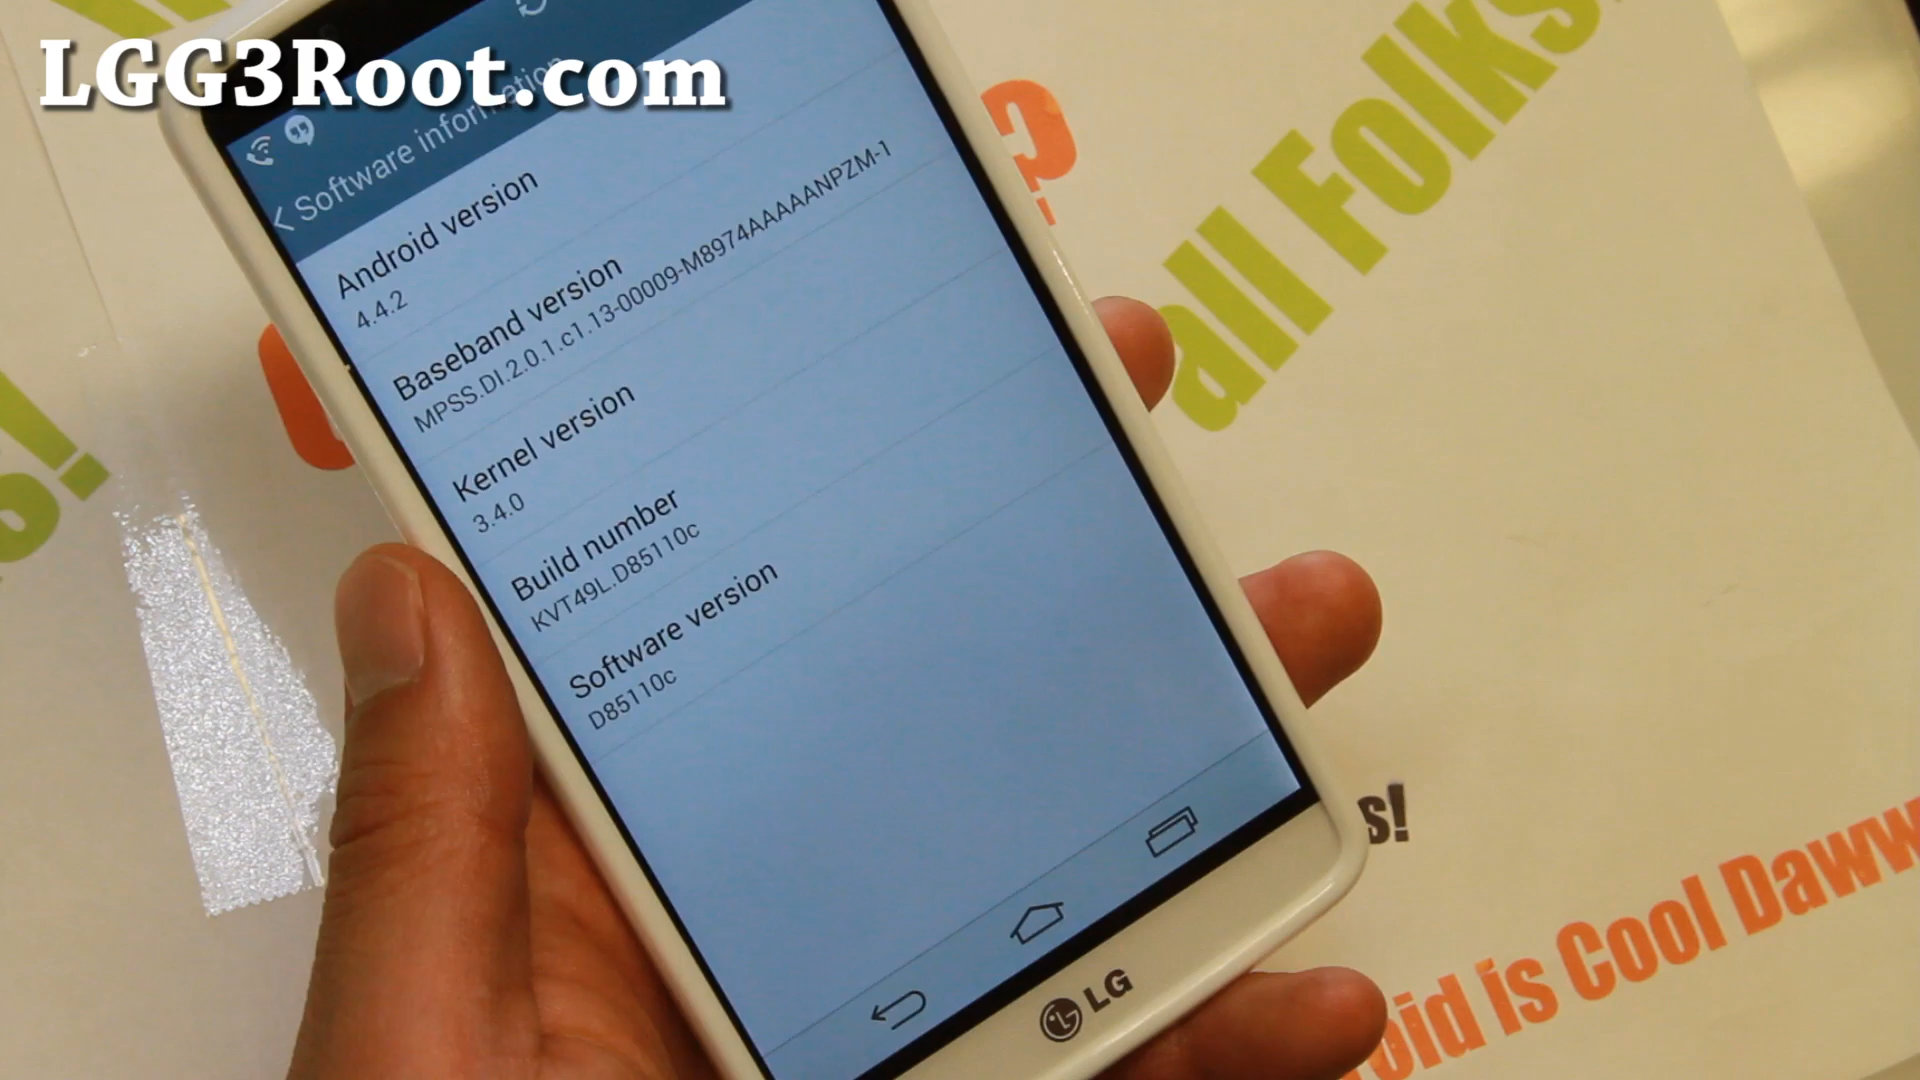 LGG3Root.com
Software information
Android version
4.4.2
Baseband version
MPSS.DI.2.0.1.c1.13-00009-M8974AAAAANPZM-1
Kernel version
3.4.0
Build number
KVT49L.D85110c
Software version
D85110c
LG
all Folks
s!
s!
oid is Cool Daww